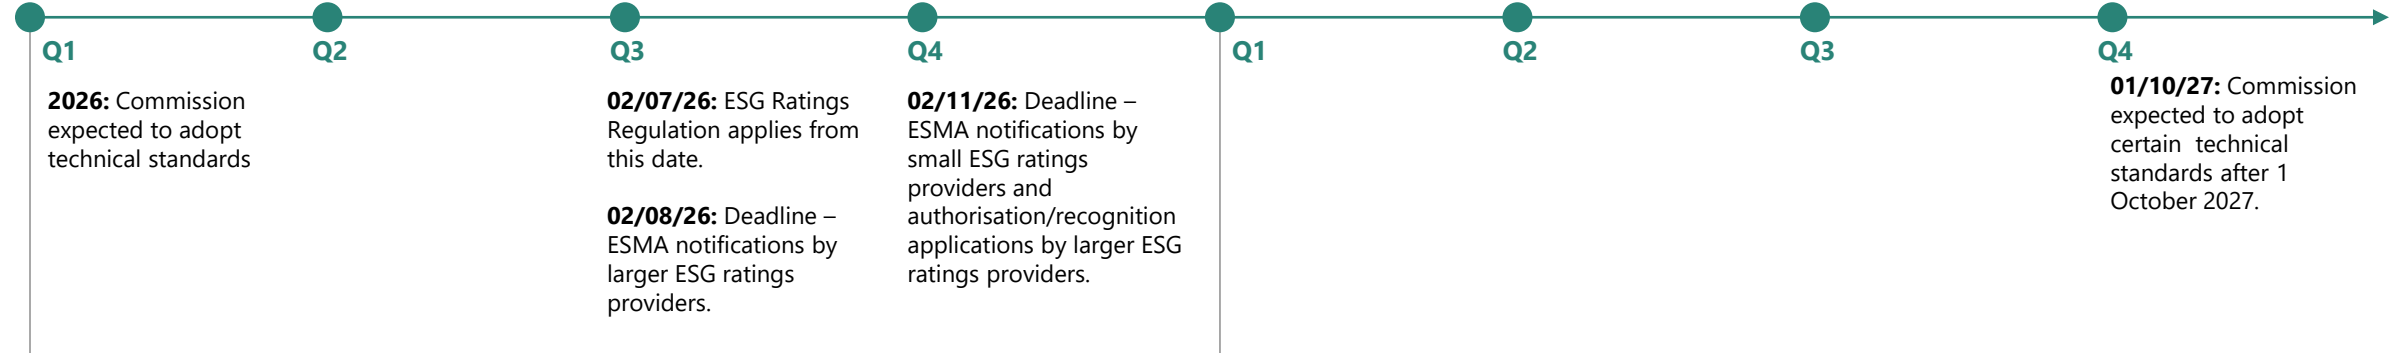 Q1
Q2
Q3
Q4
Q1
Q2
Q3
Q4
2026: Commission
expected to adopt
technical standards
02/07/26: ESG Ratings
Regulation applies from
this date.
02/08/26: Deadline –
ESMA notifications by
larger ESG ratings
providers.
02/11/26: Deadline –
ESMA notifications by
small ESG ratings
providers and
authorisation/recognition
applications by larger ESG
ratings providers.
01/10/27: Commission
expected to adopt
certain  technical
standards after 1
October 2027.